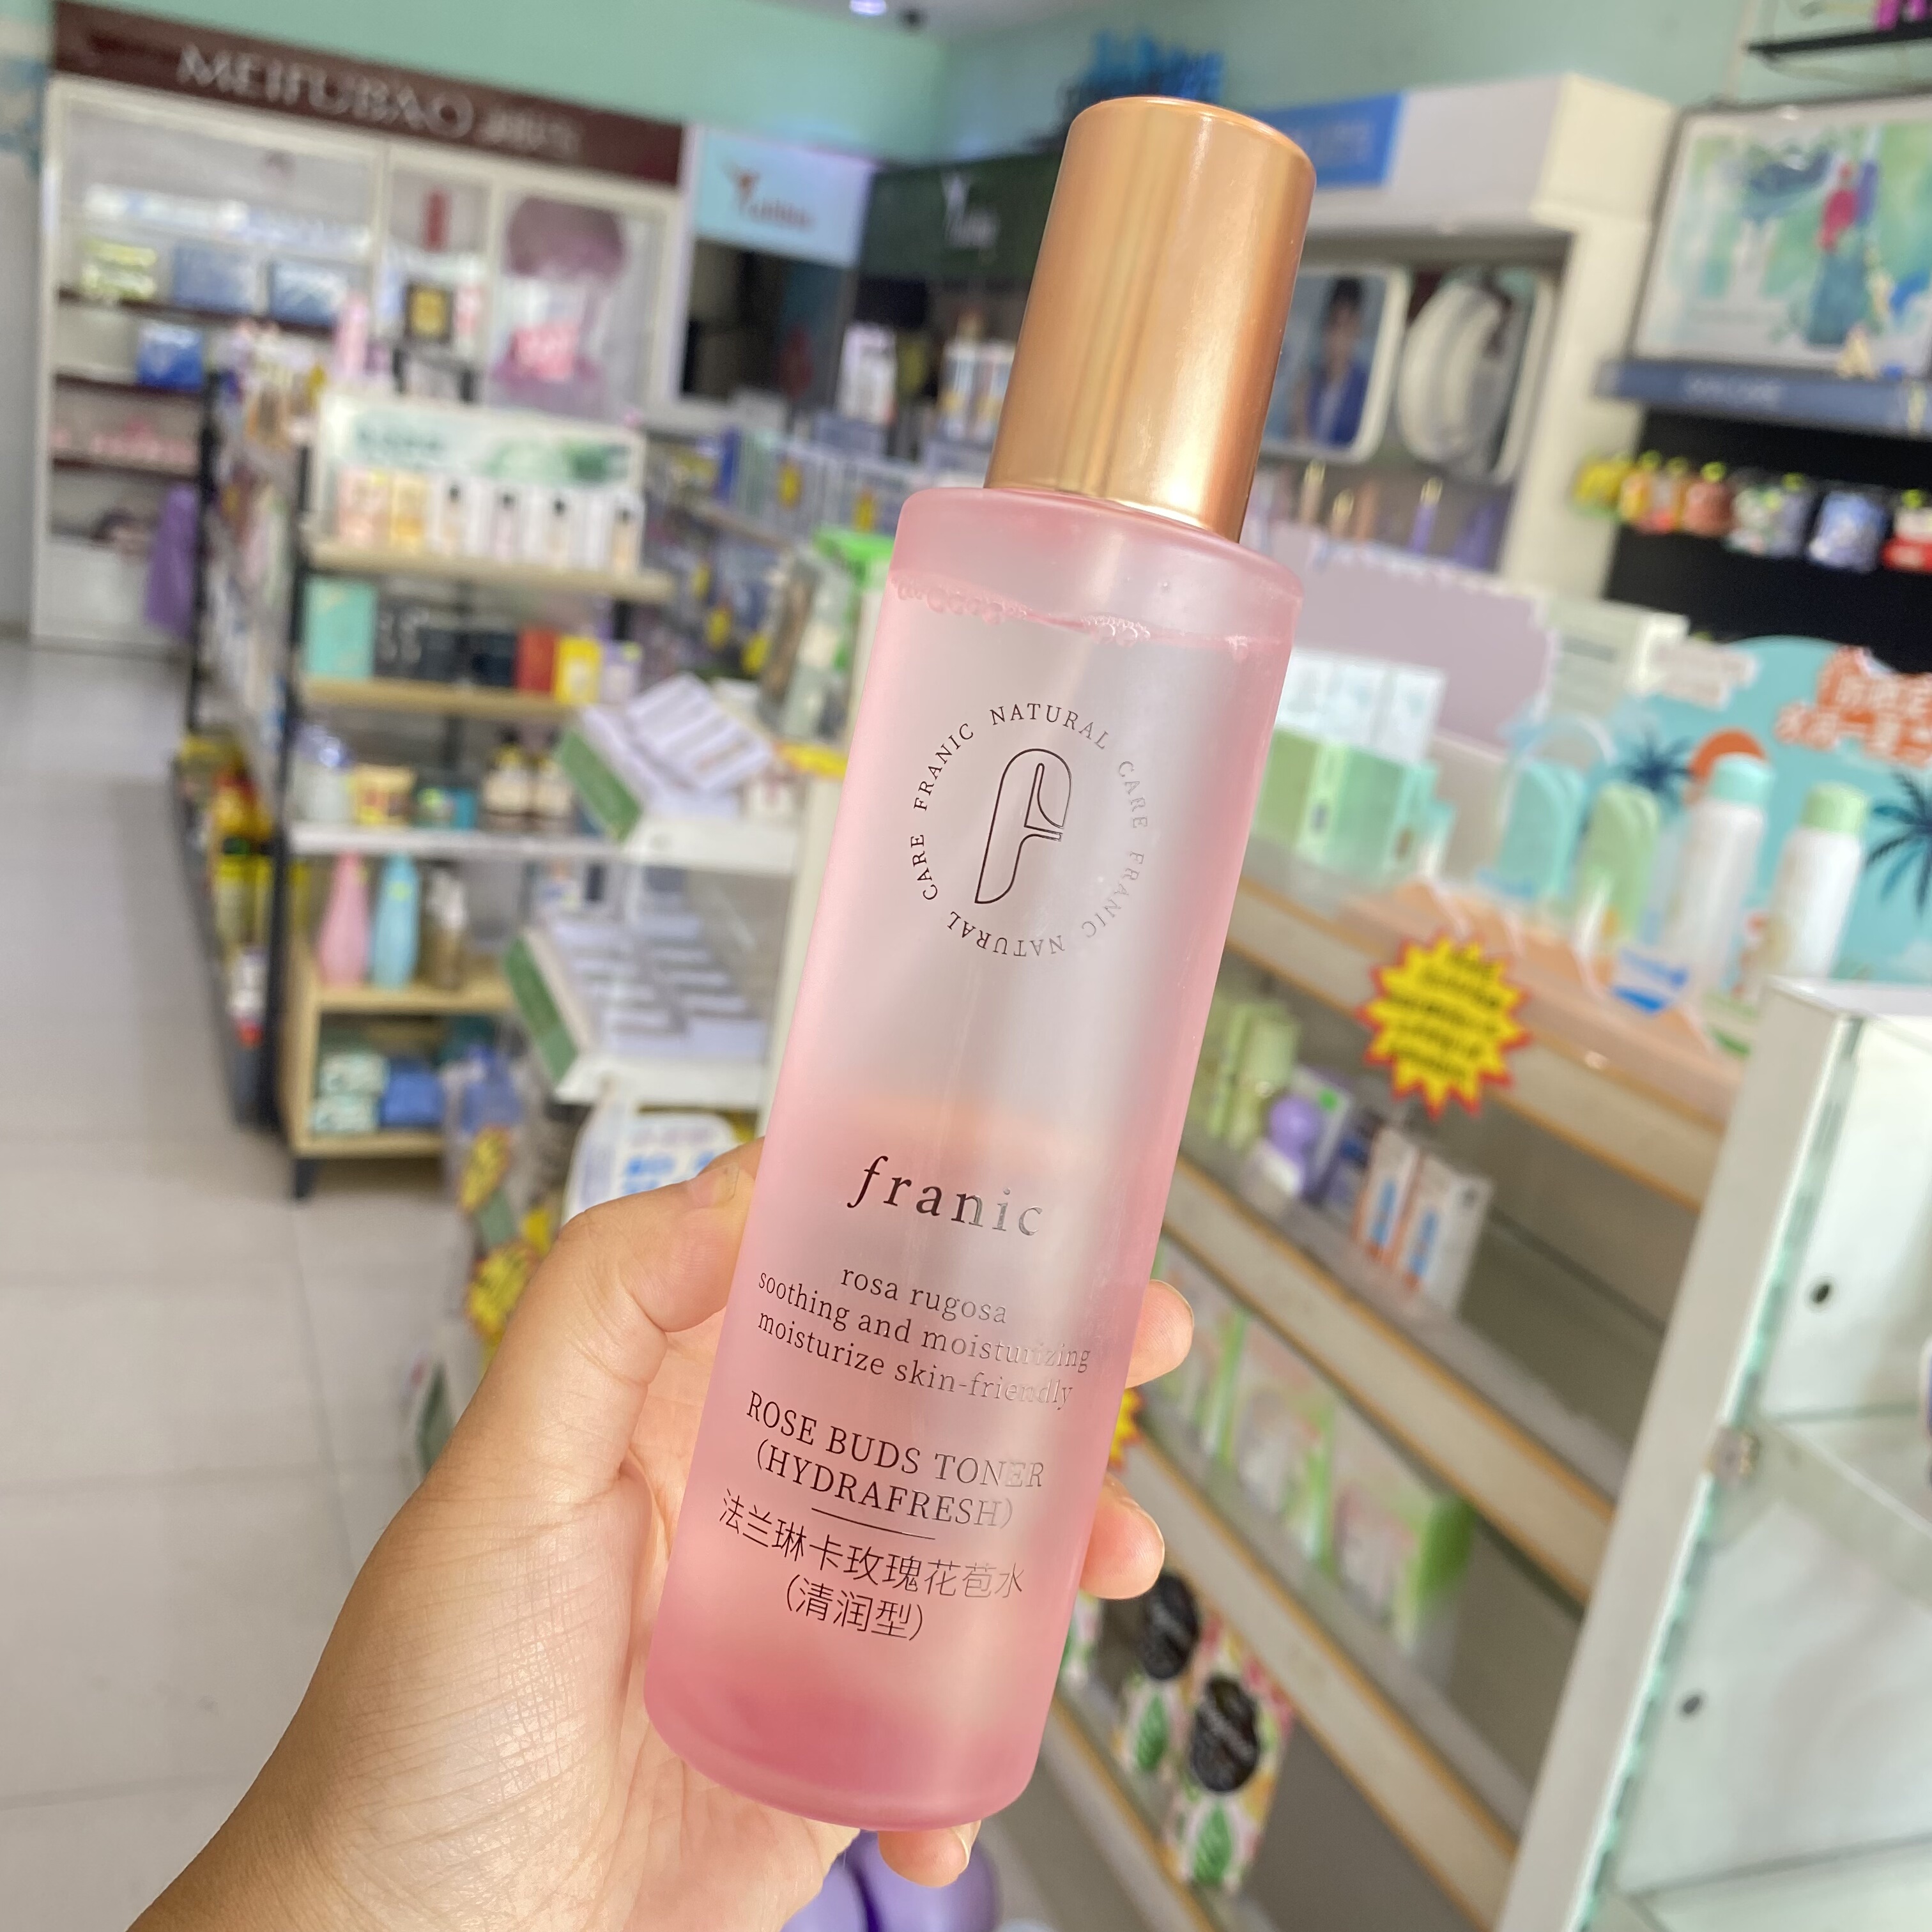 MEIFUBAO
FRANIC NATURAL CARE FRANIC NATURAL CARE
franic
rosa rugosa
soothing and moisturizing
moisturize skin-friendly
ROSE BUDS TONER
(HYDRAFRESH)
法兰琳卡玫瑰花苞水
(清润型)